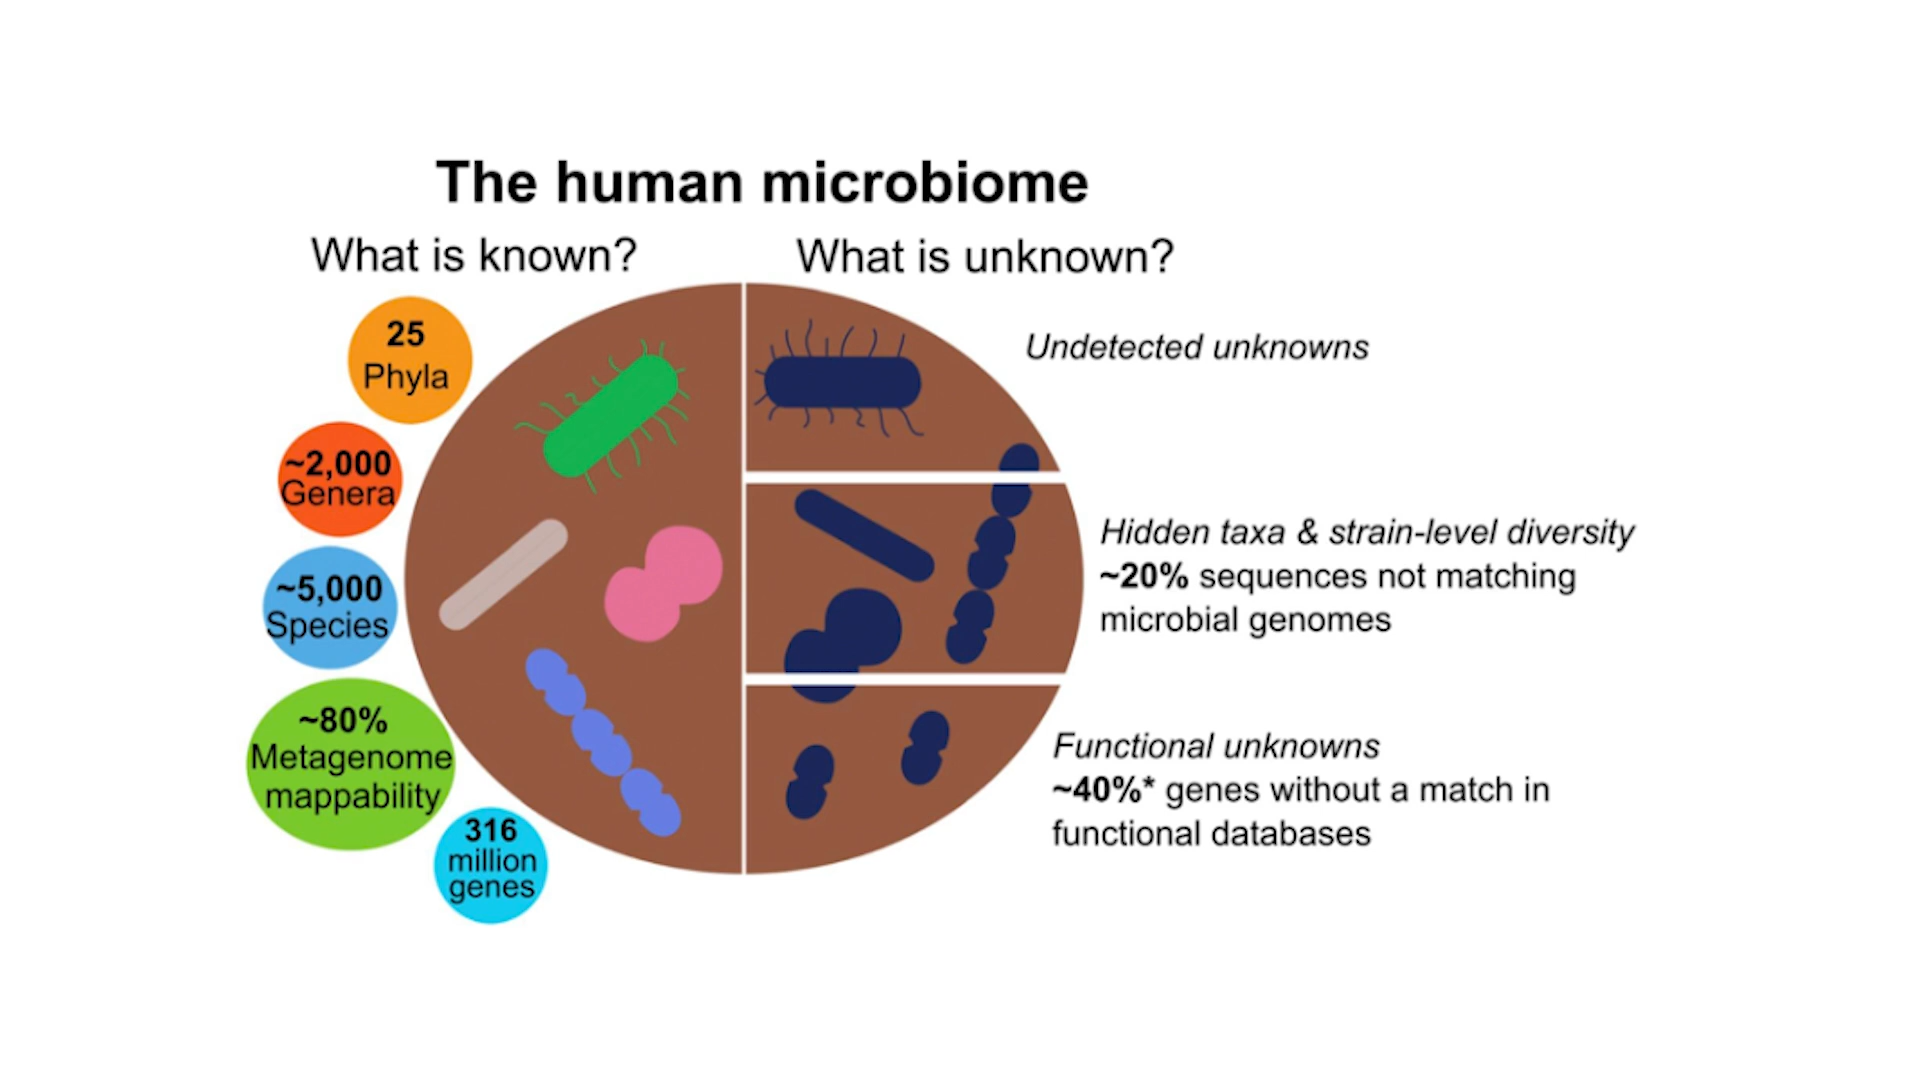 The human microbiome
What is known?
What is unknown?
25
Phyla
~2,000
Genera
~5,000
Species
~80%
Metagenome
mappability
316
million
genes
Undetected unknowns
Hidden taxa & strain-level diversity
~20% sequences not matching
microbial genomes
Functional unknowns
~40%* genes without a match in
functional databases